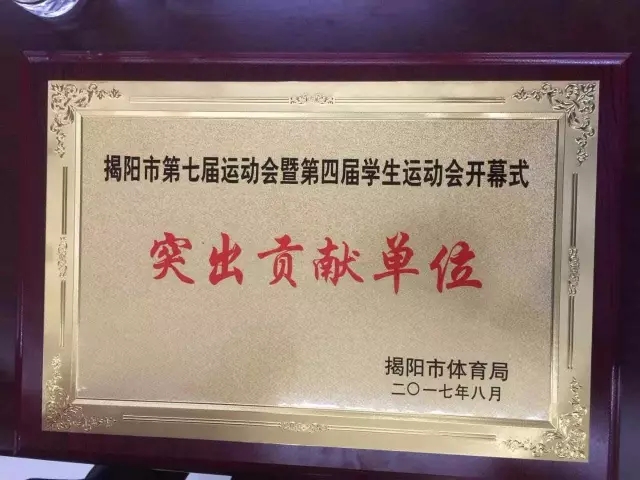 揭阳市第七届运动会暨第四届学生运动会开幕式
突出贡献单位
揭阳市体育局
二〇一七年八月